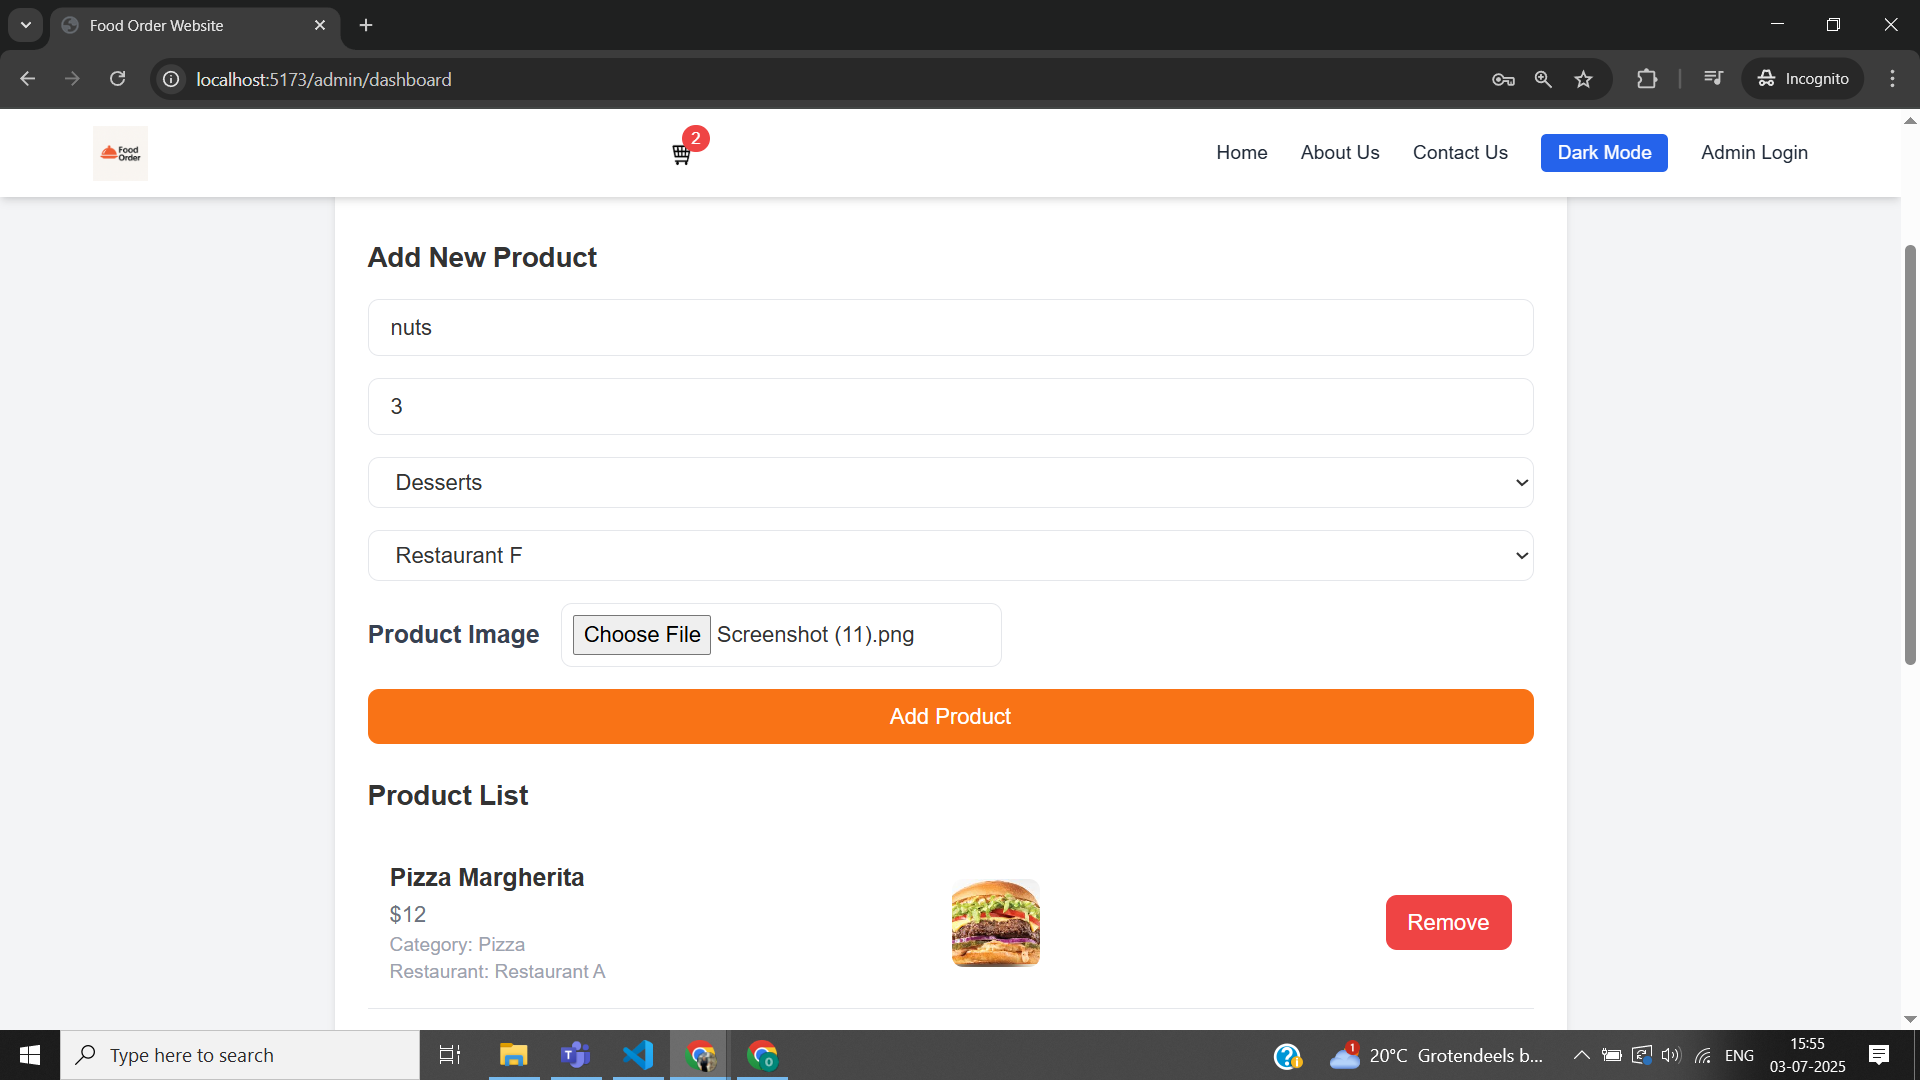 Food Order Website
localhost:5173/admin/dashboard
Incognito
Food
Order
2
Home
About Us
Contact Us
Dark Mode
Admin Login
Add New Product
nuts
3
Desserts
Restaurant F
Product Image
Choose File
Screenshot (11).png
Add Product
Product List
Pizza Margherita
$12
Category: Pizza
Restaurant: Restaurant A
Remove
Type here to search
1
20°C
Grotendeels b...
ENG
15:55
03-07-2025